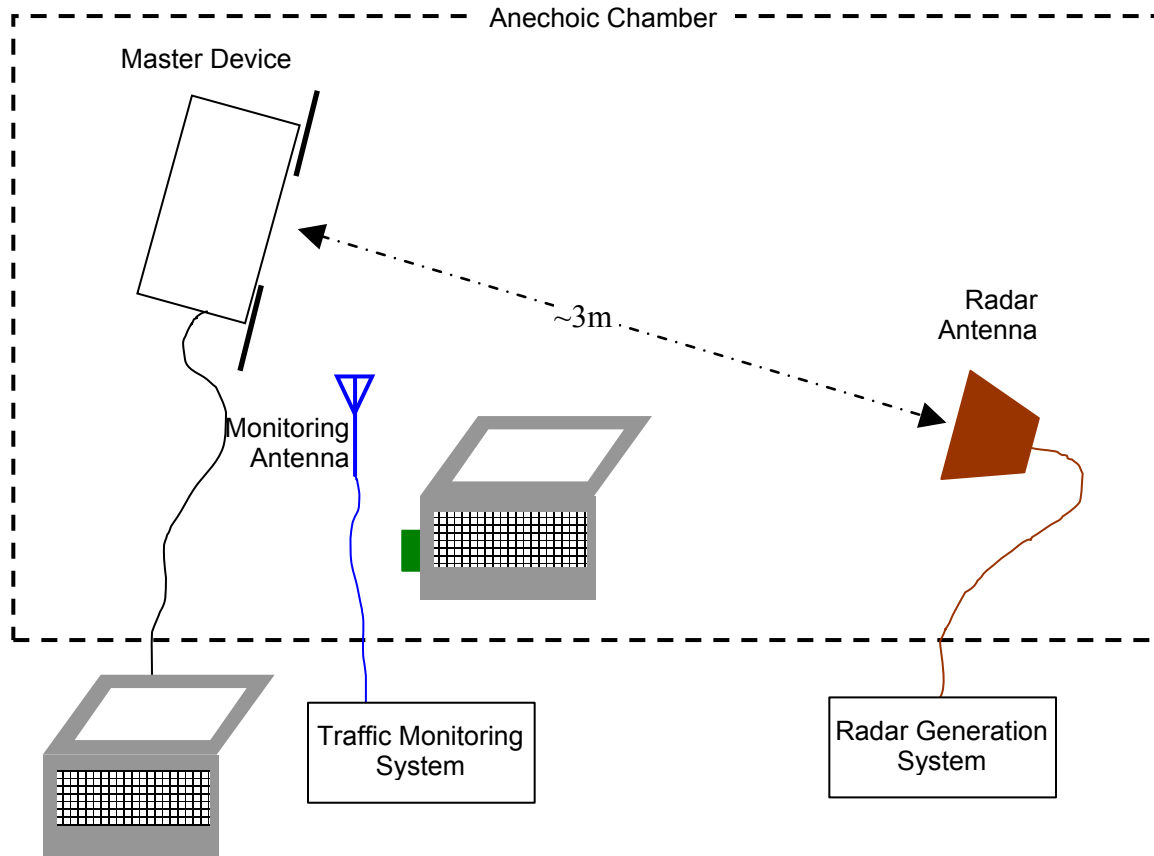 Anechoic Chamber
Master Device
~3m
Radar
Antenna
Monitoring
Antenna
Traffic Monitoring
System
Radar Generation
System